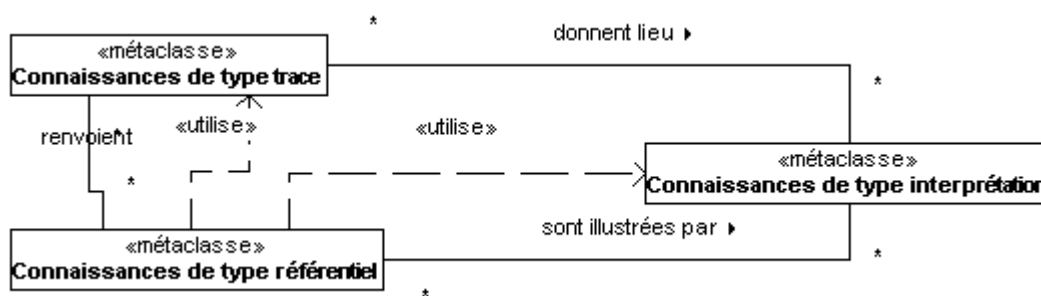 *
donnent lieu ▸
«métaclasse»
Connaissances de type trace
*
renvoient
*
«utilise»
«utilise»
«métaclasse»
Connaissances de type interprétation
*
sont illustrées par ▸
«métaclasse»
Connaissances de type référentiel
*
*